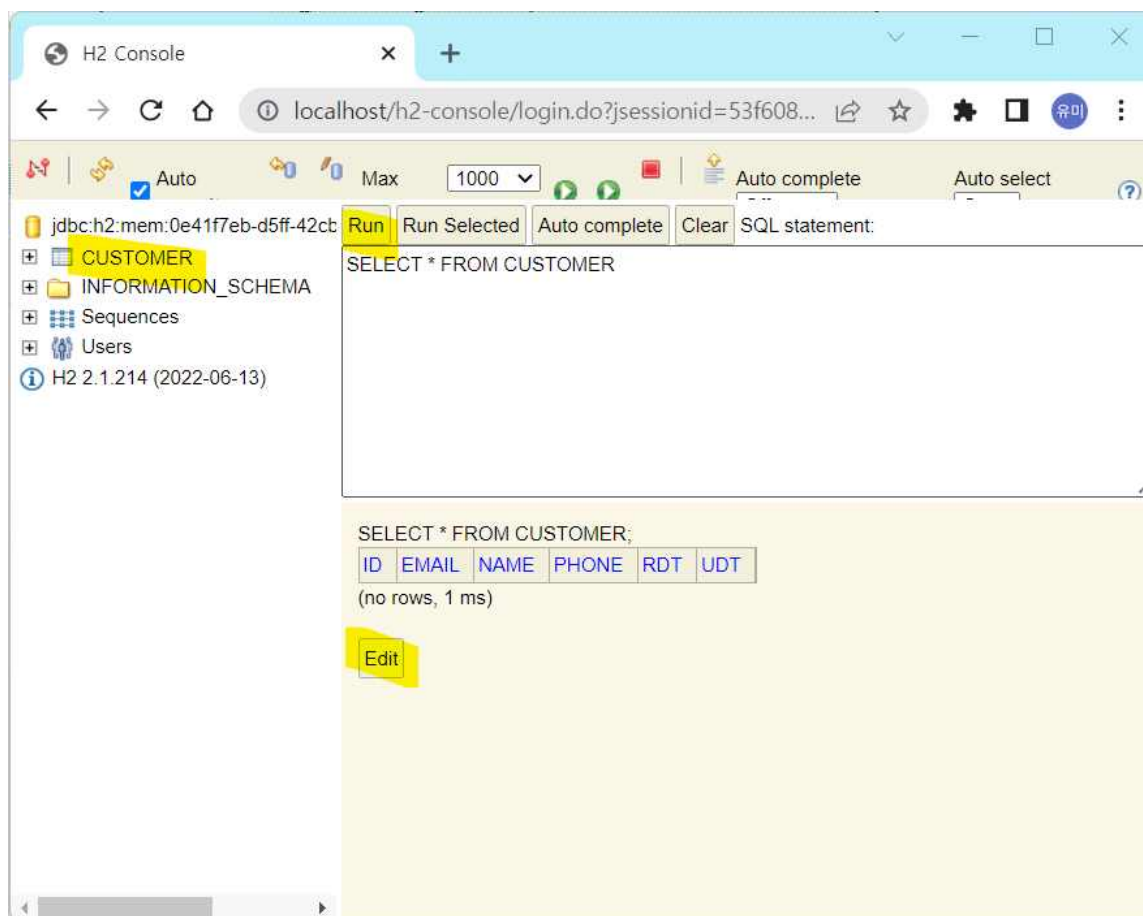 H2 Console
localhost/h2-console/login.do?jsessionid=53f608...
유미
Auto
Max
1000
Auto complete
Auto select
jdbc:h2:mem:0e41f7eb-d5ff-42cb
Run Run Selected Auto complete Clear SQL statement:
CUSTOMER
INFORMATION_SCHEMA
Sequences
Users
H2 2.1.214 (2022-06-13)
SELECT * FROM CUSTOMER
SELECT * FROM CUSTOMER;
ID EMAIL NAME PHONE RDT UDT
(no rows, 1 ms)
Edit